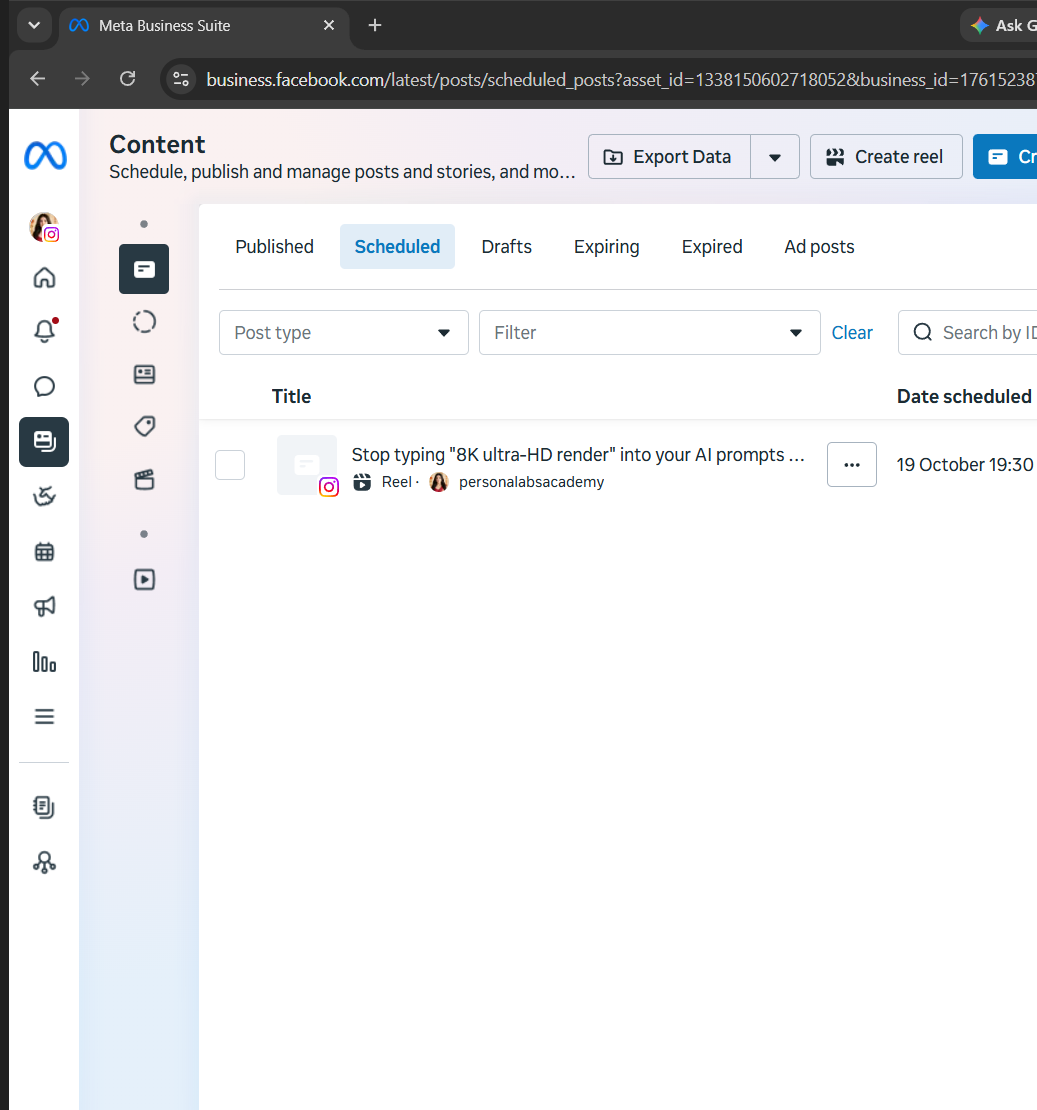 Meta Business Suite
Ask G
business.facebook.com/latest/posts/scheduled_posts?asset_id=1338150602718052&business_id=17615238
Content
Schedule, publish and manage posts and stories, and mo...
Export Data
Create reel
Cr
Published
Scheduled
Drafts
Expiring
Expired
Ad posts
Post type
Filter
Clear
Search by ID
Title
Date scheduled
Stop typing "8K ultra-HD render" into your AI prompts ...
Reel · personalabsacademy
19 October 19:30